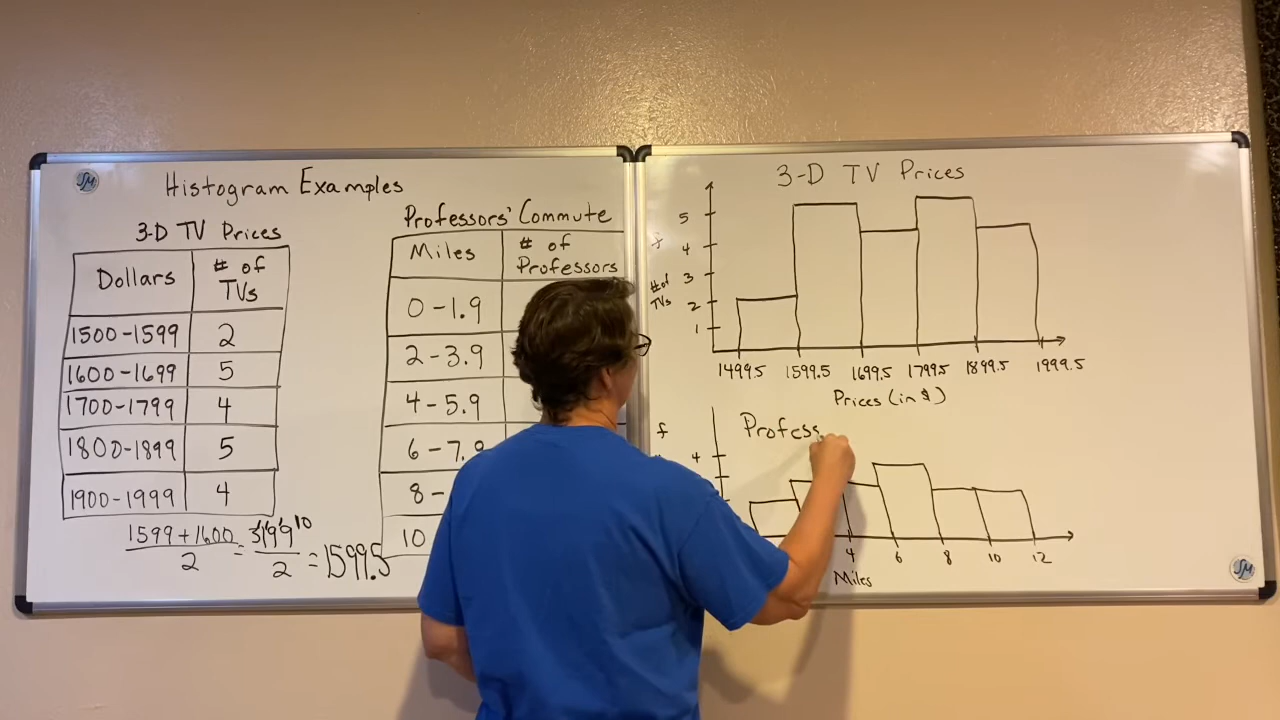 Histogram Examples
3-D TV Prices
Dollars # of TVs
1500-1599 2
1600-1699 5
1700-1799 4
1800-1899 5
1900-1999 4
1599+1600 = 3199 = 1599.5
2 2
10
Professors' Commute
Miles # of Professors
0-1.9
2-3.9
4-5.9
6-7.9
8-
10
3-D TV Prices
f
# of TVs
5
4
3
2
1
1499.5 1599.5 1699.5 1799.5 1899.5 1999.5
Prices (in $)
Profess
f
4
4 6 8 10 12
Miles
SM
SM